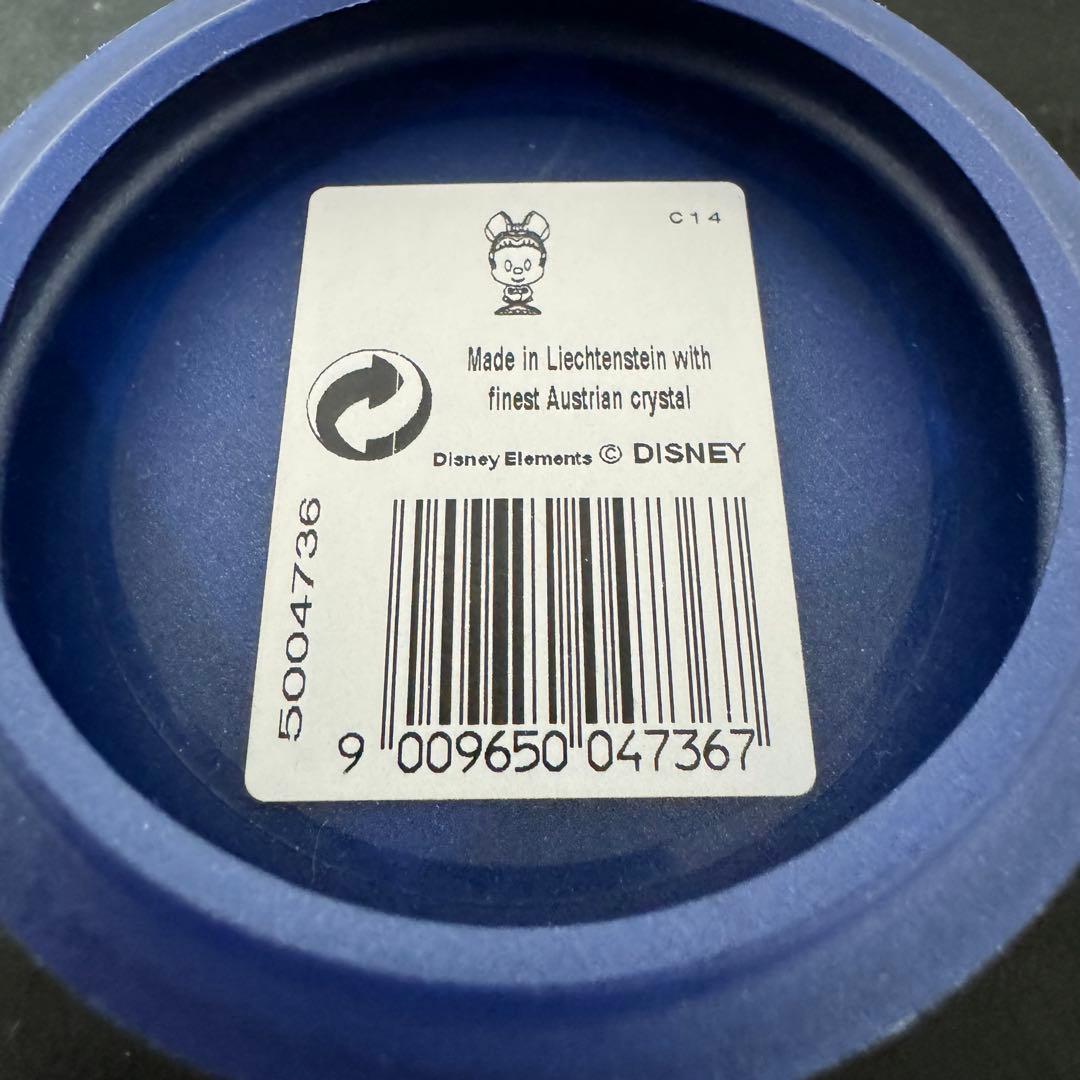 C14
Made in Liechtenstein with
finest Austrian crystal
Disney Elements © DISNEY
5004736
9 009650 047367